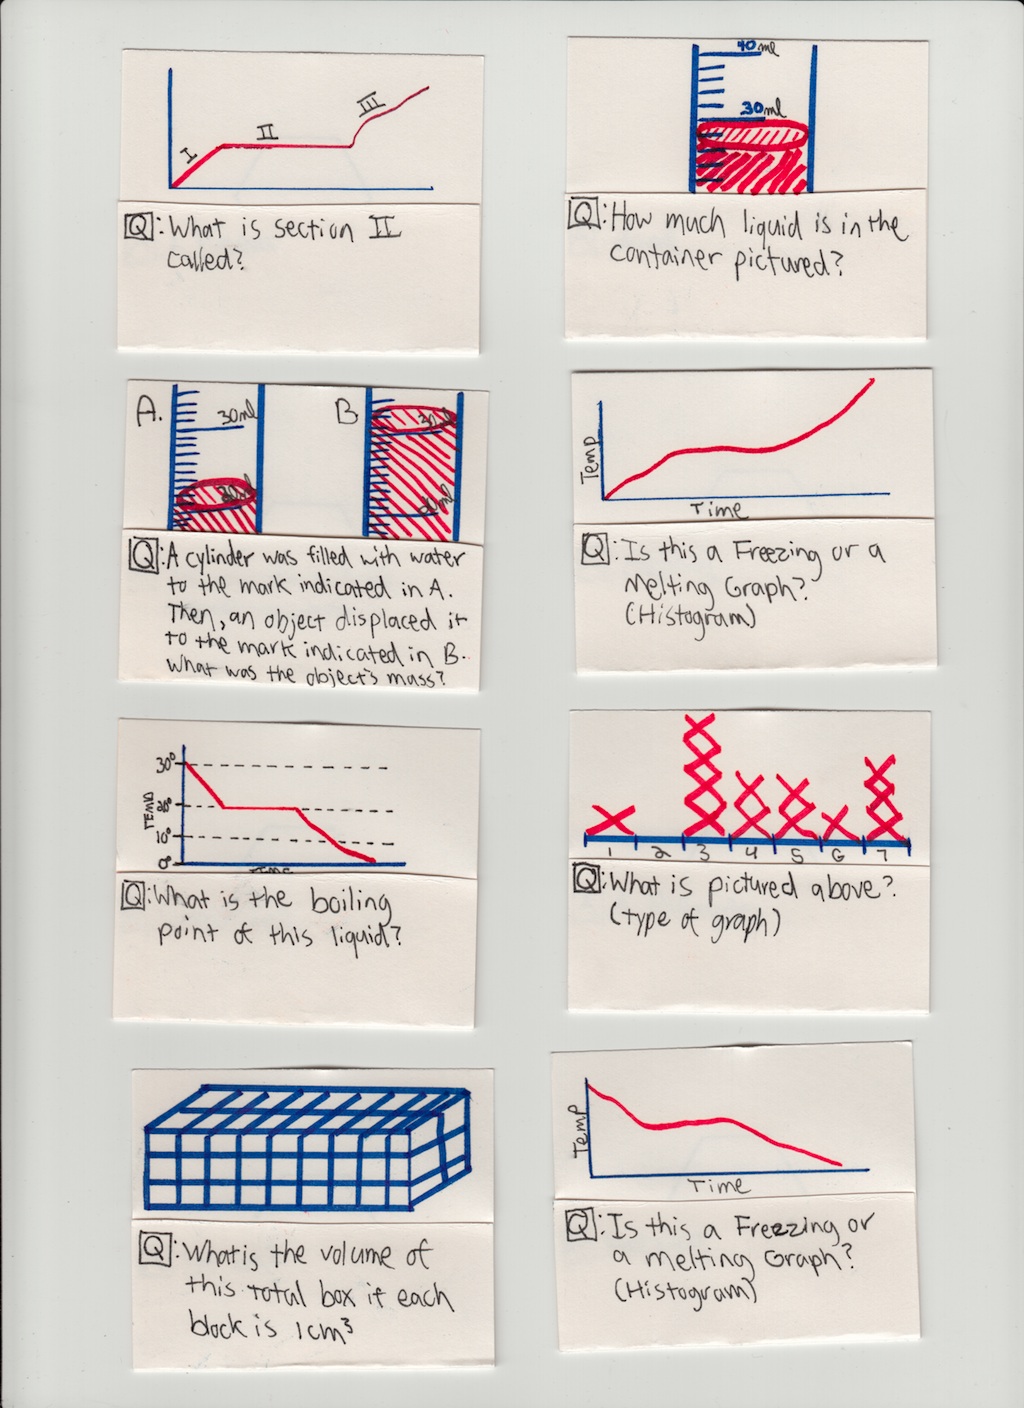 I
II
III
Q: What is section II
called?
40ml
30ml
Q: How much liquid is in the
container pictured?
A.
30ml
20ml
B
30ml
20ml
Q: A cylinder was filled with water
to the mark indicated in A.
Then, an object displaced it
to the mark indicated in B.
What was the object's mass?
Temp
Time
Q: Is this a Freezing or a
Melting Graph?
(Histogram)
30°
20°
10°
0°
TEMP
Time
Q: What is the boiling
point of this liquid?
1 2 3 4 5 6 7
Q: What is pictured above?
(type of graph)
Q: What is the volume of
this total box if each
block is 1cm³
Temp
Time
Q: Is this a Freezing or
a melting Graph?
(Histogram)